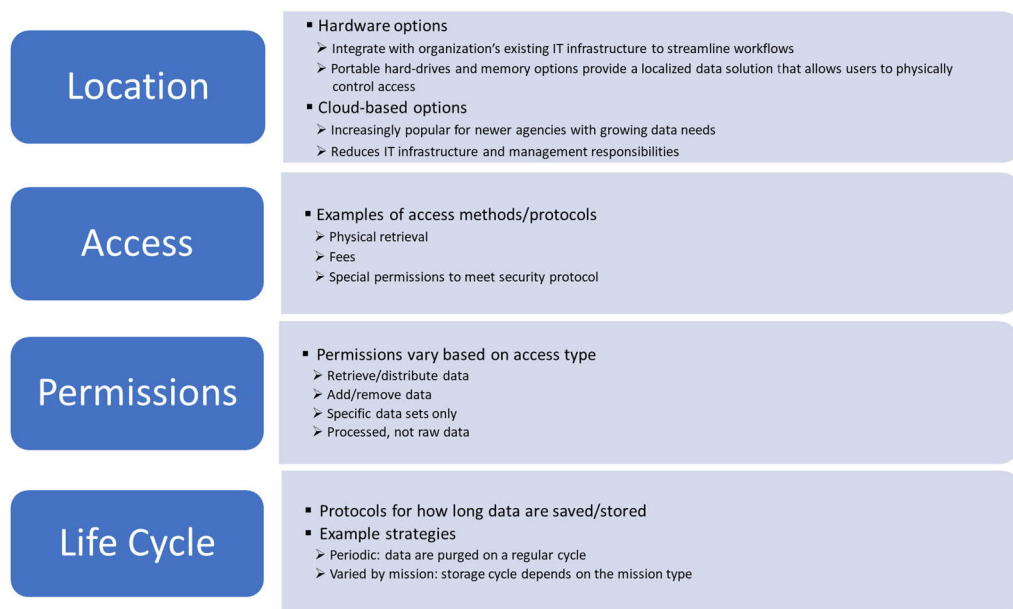 Location
▪ Hardware options
➢ Integrate with organization's existing IT infrastructure to streamline workflows
➢ Portable hard-drives and memory options provide a localized data solution that allows users to physically
control access
▪ Cloud-based options
➢ Increasingly popular for newer agencies with growing data needs
➢ Reduces IT infrastructure and management responsibilities
Access
▪ Examples of access methods/protocols
➢ Physical retrieval
➢ Fees
➢ Special permissions to meet security protocol
Permissions
▪ Permissions vary based on access type
➢ Retrieve/distribute data
➢ Add/remove data
➢ Specific data sets only
➢ Processed, not raw data
Life Cycle
▪ Protocols for how long data are saved/stored
▪ Example strategies
➢ Periodic: data are purged on a regular cycle
➢ Varied by mission: storage cycle depends on the mission type